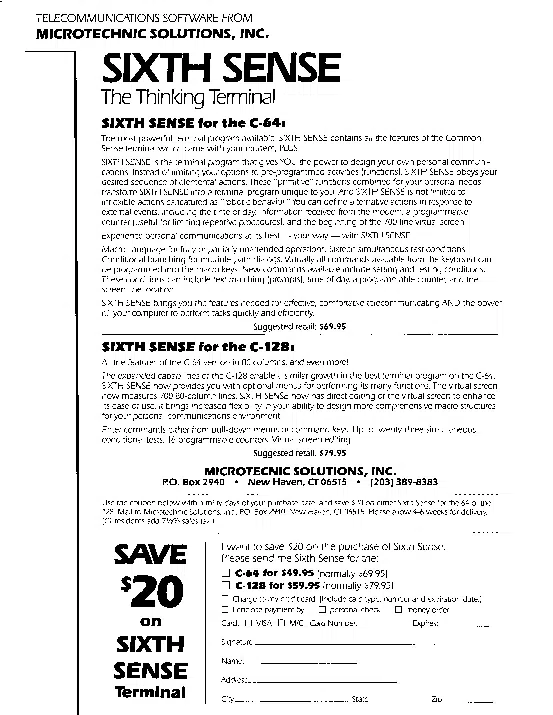 TELECOMMUNICATIONS SOFTWARE FROM
MICROTECHNIC SOLUTIONS, INC.
SIXTH SENSE
The Thinking Terminal
SIXTH SENSE for the C-64:
The most powerful terminal program available. SIXTH SENSE contains all the features of the Common
Sense terminal which came with your modem, PLUS
SIXTH SENSE is the terminal program that gives YOU the power to design your own personal communi-
cations. Instead of limiting your options to pre-programmed activities (functions), SIXTH SENSE obeys your
desired sequence of elemental actions. These "primitive" functions combined for your personal needs
transform SIXTH SENSE into a terminal program unique to you. And SIXTH SENSE is not limited to
inflexible actions caricatured as "robotic behavior." You can define alternative actions in response to
external events, including the time of day, information received from the modem, a programmable
counter (useful for limiting repetitive procedures), and the beginning of the 700 line virtual screen.
Experience personal communications at its best — your way — with SIXTH SENSE
Macro language for fully or partially unattended operations. Sixteen simultaneous test conditions.
Conditional branching for multiple path dialogs. Virtually all commands available from the keyboard can
be programmed into the macro keys. New commands available include setting and testing conditions.
These conditions can include text matching (prompts), time of day, a programmable counter, and the
screen line location.
SIXTH SENSE brings you the features needed for effective, comfortable telecommunicating AND the power
of your computer to perform tasks quickly and efficiently.
Suggested retail: $69.95
SIXTH SENSE for the C-128:
All the features of the C-64 version in 80 columns, and even more!
The expanded capabilities of the C-128 enable similar growth in the best terminal program on the C-64.
SIXTH SENSE now provides you with optional menus for performing its many functions. The virtual screen
now measures 700 80-column lines. SIXTH SENSE now has direct editing of the virtual screen to enhance
its ease of use. It brings increased flexibility in your ability to design more comprehensive macro structures
for your personal communications environment.
Enter commands either from pull-down menus or command keys. Up to twenty-three simultaneous
conditional tests. 16 programmable counters. Virtual screen editing
Suggested retail: $79.95
MICROTECNIC SOLUTIONS, INC.
P.O. Box 2940 • New Haven, CT 06515 • (203) 389-8383
Use the coupon below within thirty days of your purchase date, and save $20 on either Sixth Sense for the 64 or the
128. Mail to Microtechnic Solutions, Inc., P.O. Box 2940, New Haven, CT 06515. Please allow 4-6 weeks for delivery.
(CT residents add 7½% sales tax.)
SAVE
$20
on
SIXTH
SENSE
Terminal
I want to save $20 on the purchase of Sixth Sense.
Please send me Sixth Sense for the:
C-64 for $49.95 (normally $69.95)
C-128 for $59.95 (normally $79.95)
Charge to my credit card. (Include card type, number and expiration date.)
I enclose payment by personal check money order
Card: VISA M/C Card Number Expires:
Signature
Name:
Address:
City State Zip